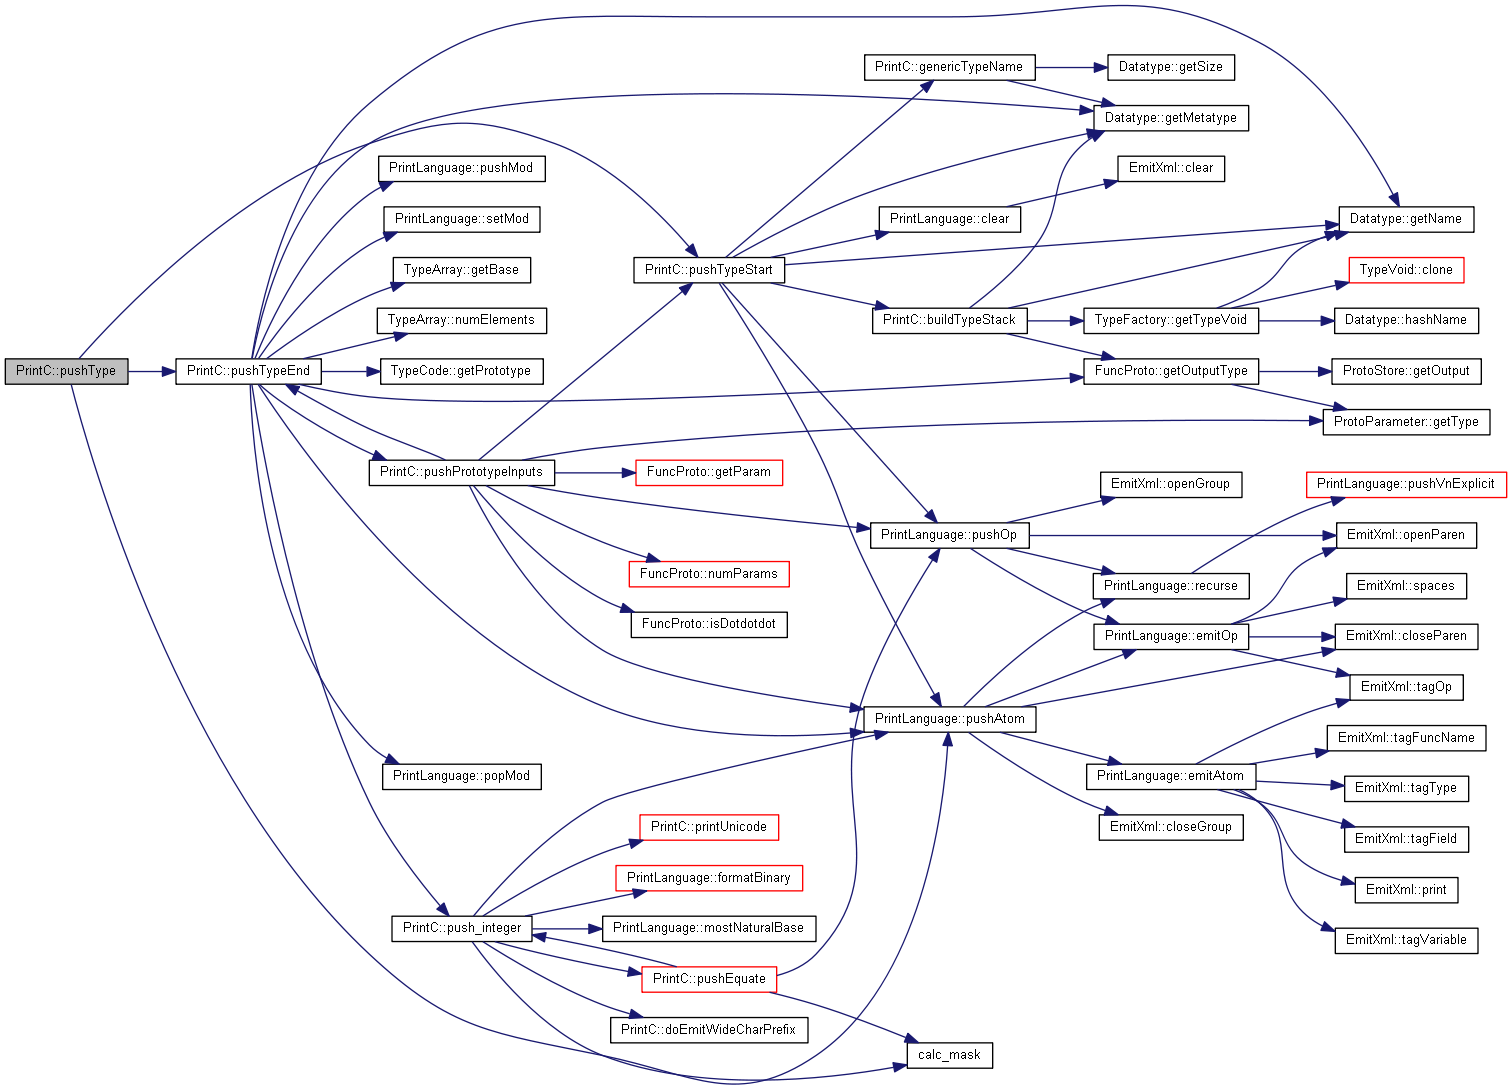 PrintC::genericTypeName
Datatype::getSize
Datatype::getMetatype
PrintLanguage::pushMod
EmitXml::clear
PrintLanguage::setMod
PrintLanguage::clear
Datatype::getName
TypeArray::getBase
PrintC::pushTypeStart
TypeVoid::clone
TypeArray::numElements
PrintC::buildTypeStack
TypeFactory::getTypeVoid
Datatype::hashName
PrintC::pushType
PrintC::pushTypeEnd
TypeCode::getPrototype
FuncProto::getOutputType
ProtoStore::getOutput
ProtoParameter::getType
PrintC::pushPrototypeInputs
FuncProto::getParam
EmitXml::openGroup
PrintLanguage::pushVnExplicit
PrintLanguage::pushOp
EmitXml::openParen
FuncProto::numParams
PrintLanguage::recurse
EmitXml::spaces
FuncProto::isDotdotdot
PrintLanguage::emitOp
EmitXml::closeParen
EmitXml::tagOp
PrintLanguage::pushAtom
EmitXml::tagFuncName
PrintLanguage::popMod
PrintLanguage::emitAtom
EmitXml::tagType
PrintC::printUnicode
EmitXml::closeGroup
EmitXml::tagField
PrintLanguage::formatBinary
EmitXml::print
PrintC::push_integer
PrintLanguage::mostNaturalBase
EmitXml::tagVariable
PrintC::pushEquate
PrintC::doEmitWideCharPrefix
calc_mask